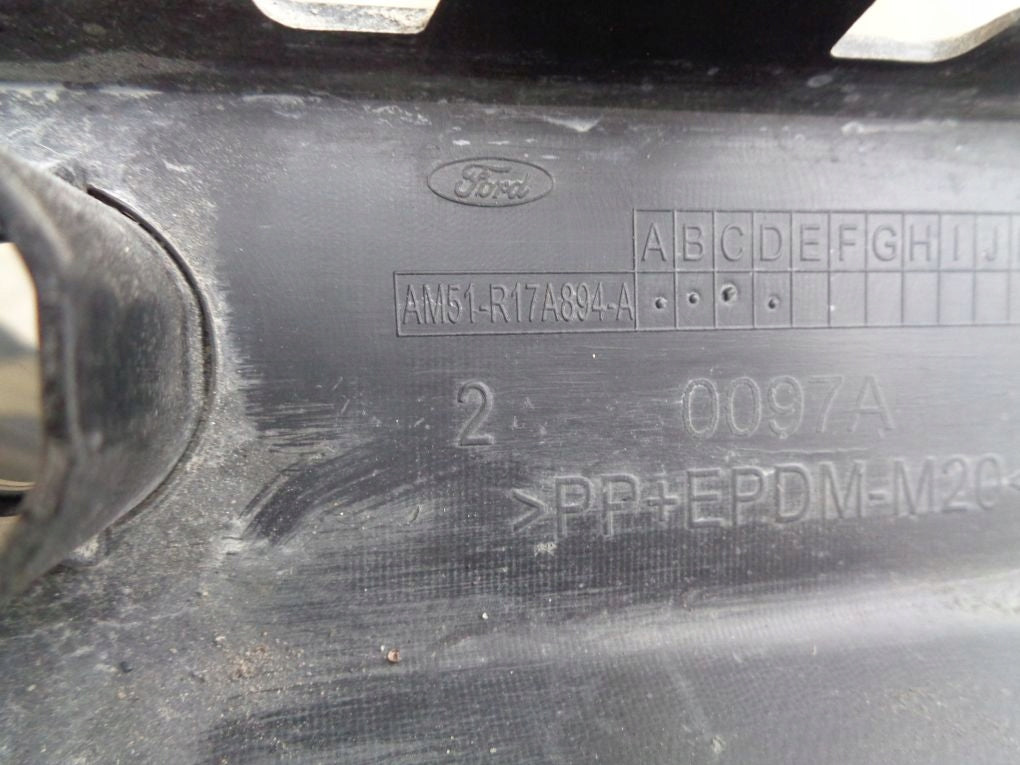 Ford
A B C D E F G H I J
AM51-R17A894-A
2 0097A
>PP+EPDM-M20<